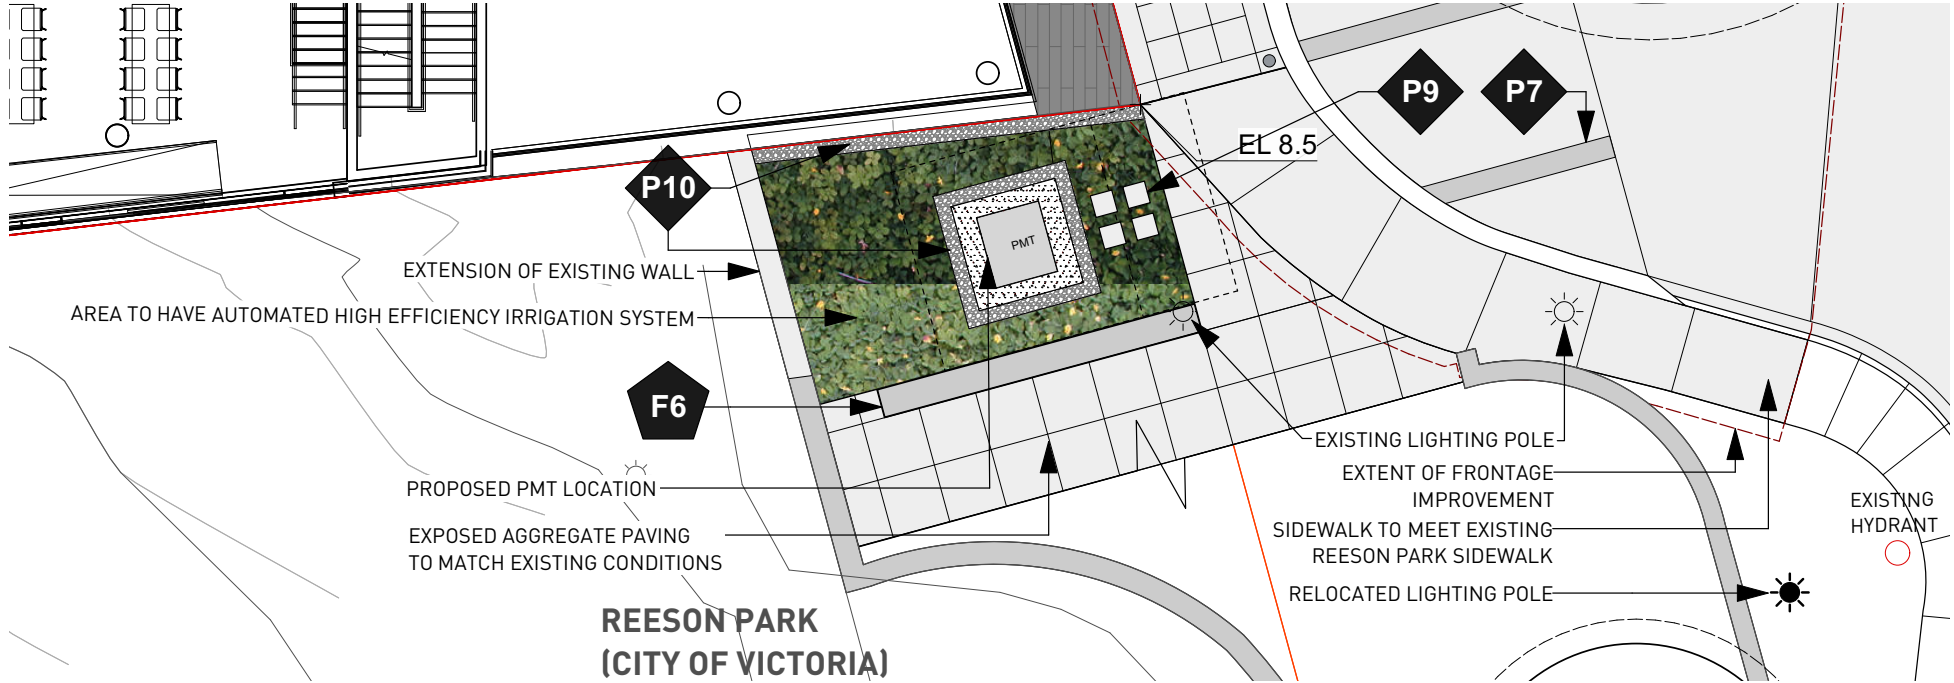 P9
P7
EL 8.5
P10
PMT
EXTENSION OF EXISTING WALL
AREA TO HAVE AUTOMATED HIGH EFFICIENCY IRRIGATION SYSTEM
F6
PROPOSED PMT LOCATION
EXPOSED AGGREGATE PAVING
TO MATCH EXISTING CONDITIONS
EXISTING LIGHTING POLE
EXTENT OF FRONTAGE
IMPROVEMENT
SIDEWALK TO MEET EXISTING
REESON PARK SIDEWALK
RELOCATED LIGHTING POLE
EXISTING
HYDRANT
REESON PARK
(CITY OF VICTORIA)